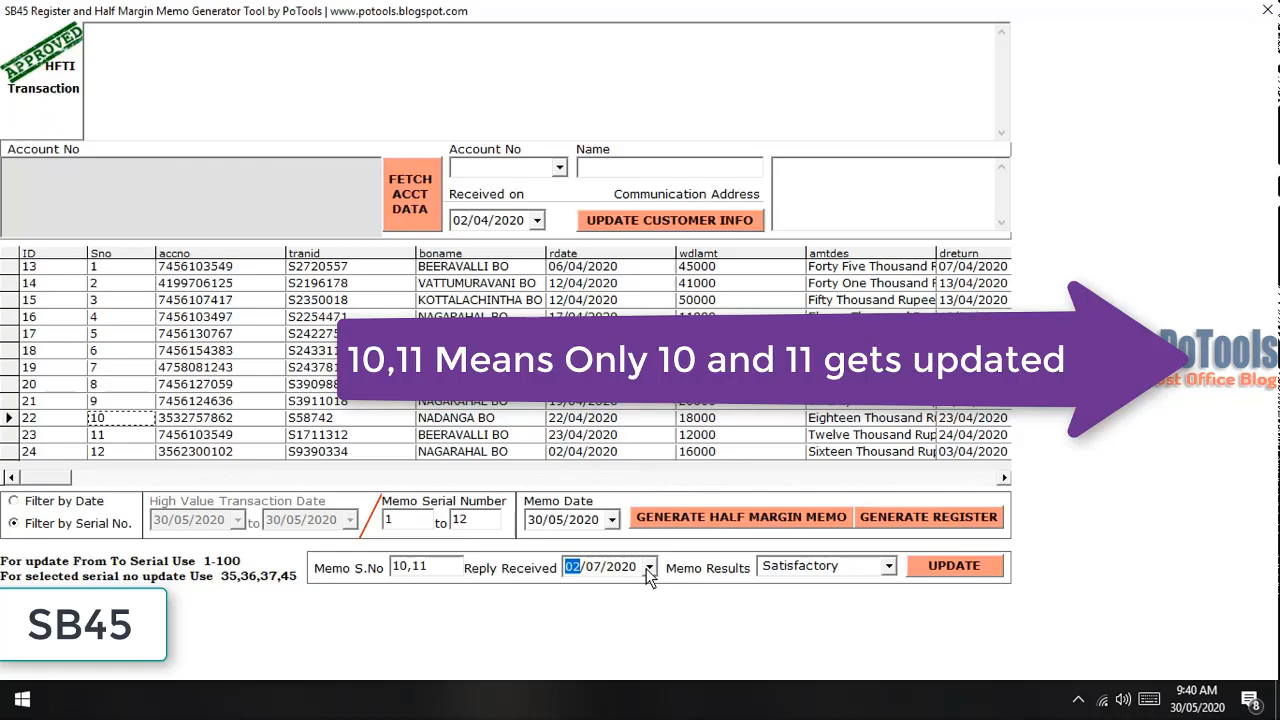 SB45 Register and Half Margin Memo Generator Tool by PoTools | www.potools.blogspot.com
APPROVED
HFTI
Transaction
Account No
FETCH
ACCT
DATA
Account No Name
Received on Communication Address
02/04/2020 UPDATE CUSTOMER INFO
ID Sno accno tranid boname rdate wdlamt amtdes dreturn
13 1 7456103549 S2720557 BEERAVALLI BO 06/04/2020 45000 Forty Five Thousand R 07/04/2020
14 2 4199706125 S2196178 VATTUMURAVANI BO 12/04/2020 41000 Forty One Thousand R 13/04/2020
15 3 7456107417 S2350018 KOTTALACHINTHA BO 12/04/2020 50000 Fifty Thousand Rupee 13/04/2020
16 4 7456103497 S2254471
17 5 7456130767 S242275
18 6 7456154383 S243311
19 7 4758081243 S243718
20 8 7456127059 S390988
21 9 7456124636 S3911018
22 10 3532757862 S58742 NADANGA BO 22/04/2020 18000 Eighteen Thousand R 23/04/2020
23 11 7456103549 S1711312 BEERAVALLI BO 23/04/2020 12000 Twelve Thousand Rup 24/04/2020
24 12 3562300102 S9390334 NAGARAHAL BO 02/04/2020 16000 Sixteen Thousand Rup 03/04/2020
10,11 Means Only 10 and 11 gets updated
PoTools
ost Office Blog
Filter by Date High Value Transaction Date Memo Serial Number Memo Date
Filter by Serial No. 30/05/2020 to 30/05/2020 1 to 12 30/05/2020 GENERATE HALF MARGIN MEMO GENERATE REGISTER
For update From To Serial Use 1-100
For selected serial no update Use 35,36,37,45
Memo S.No 10,11 Reply Received 02/07/2020 Memo Results Satisfactory UPDATE
SB45
9:40 AM
30/05/2020
8